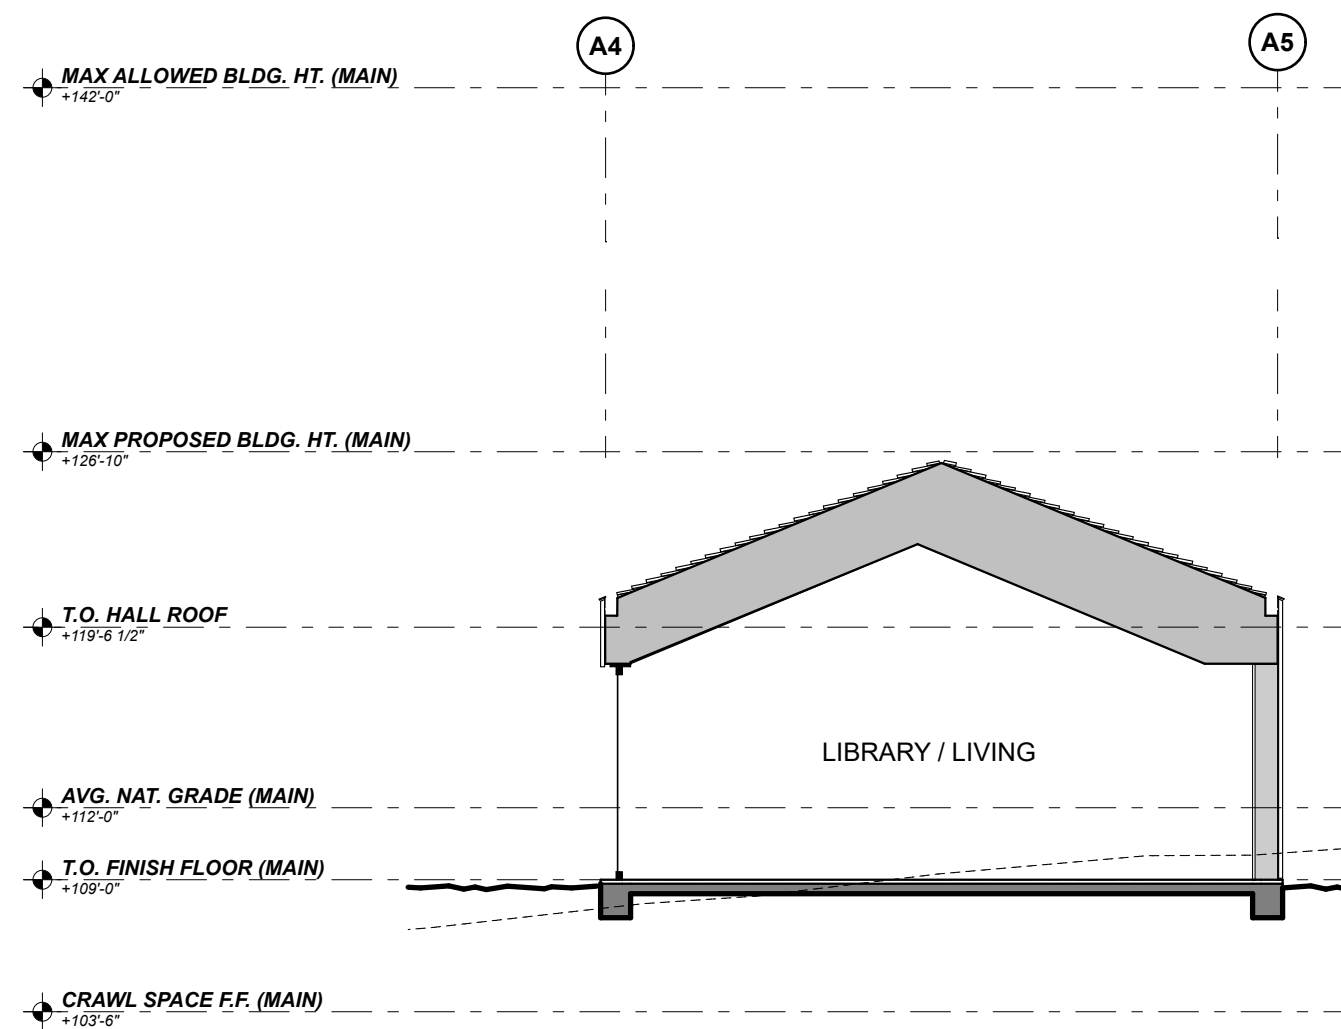 A4
A5
MAX ALLOWED BLDG. HT. (MAIN)
+142'-0"
MAX PROPOSED BLDG. HT. (MAIN)
+126'-10"
T.O. HALL ROOF
+119'-6 1/2"
LIBRARY / LIVING
AVG. NAT. GRADE (MAIN)
+112'-0"
T.O. FINISH FLOOR (MAIN)
+109'-0"
CRAWL SPACE F.F. (MAIN)
+103'-6"